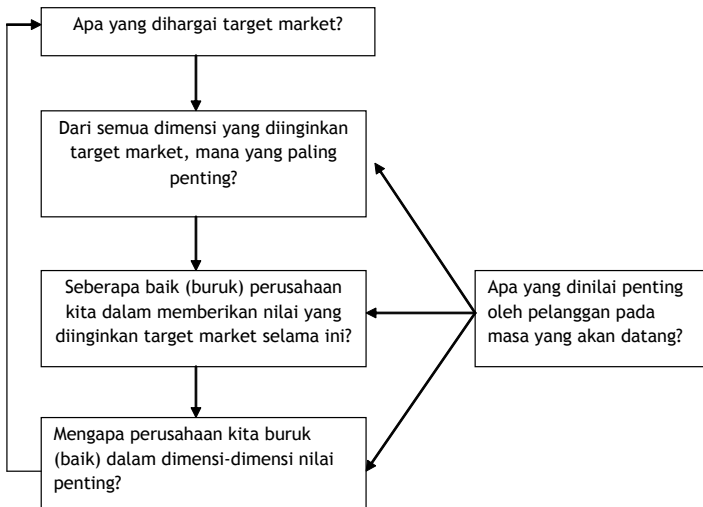 Apa yang dihargai target market?
Dari semua dimensi yang diinginkan
target market, mana yang paling
penting?
Seberapa baik (buruk) perusahaan
kita dalam memberikan nilai yang
diinginkan target market selama ini?
Apa yang dinilai penting
oleh pelanggan pada
masa yang akan datang?
Mengapa perusahaan kita buruk
(baik) dalam dimensi-dimensi nilai
penting?